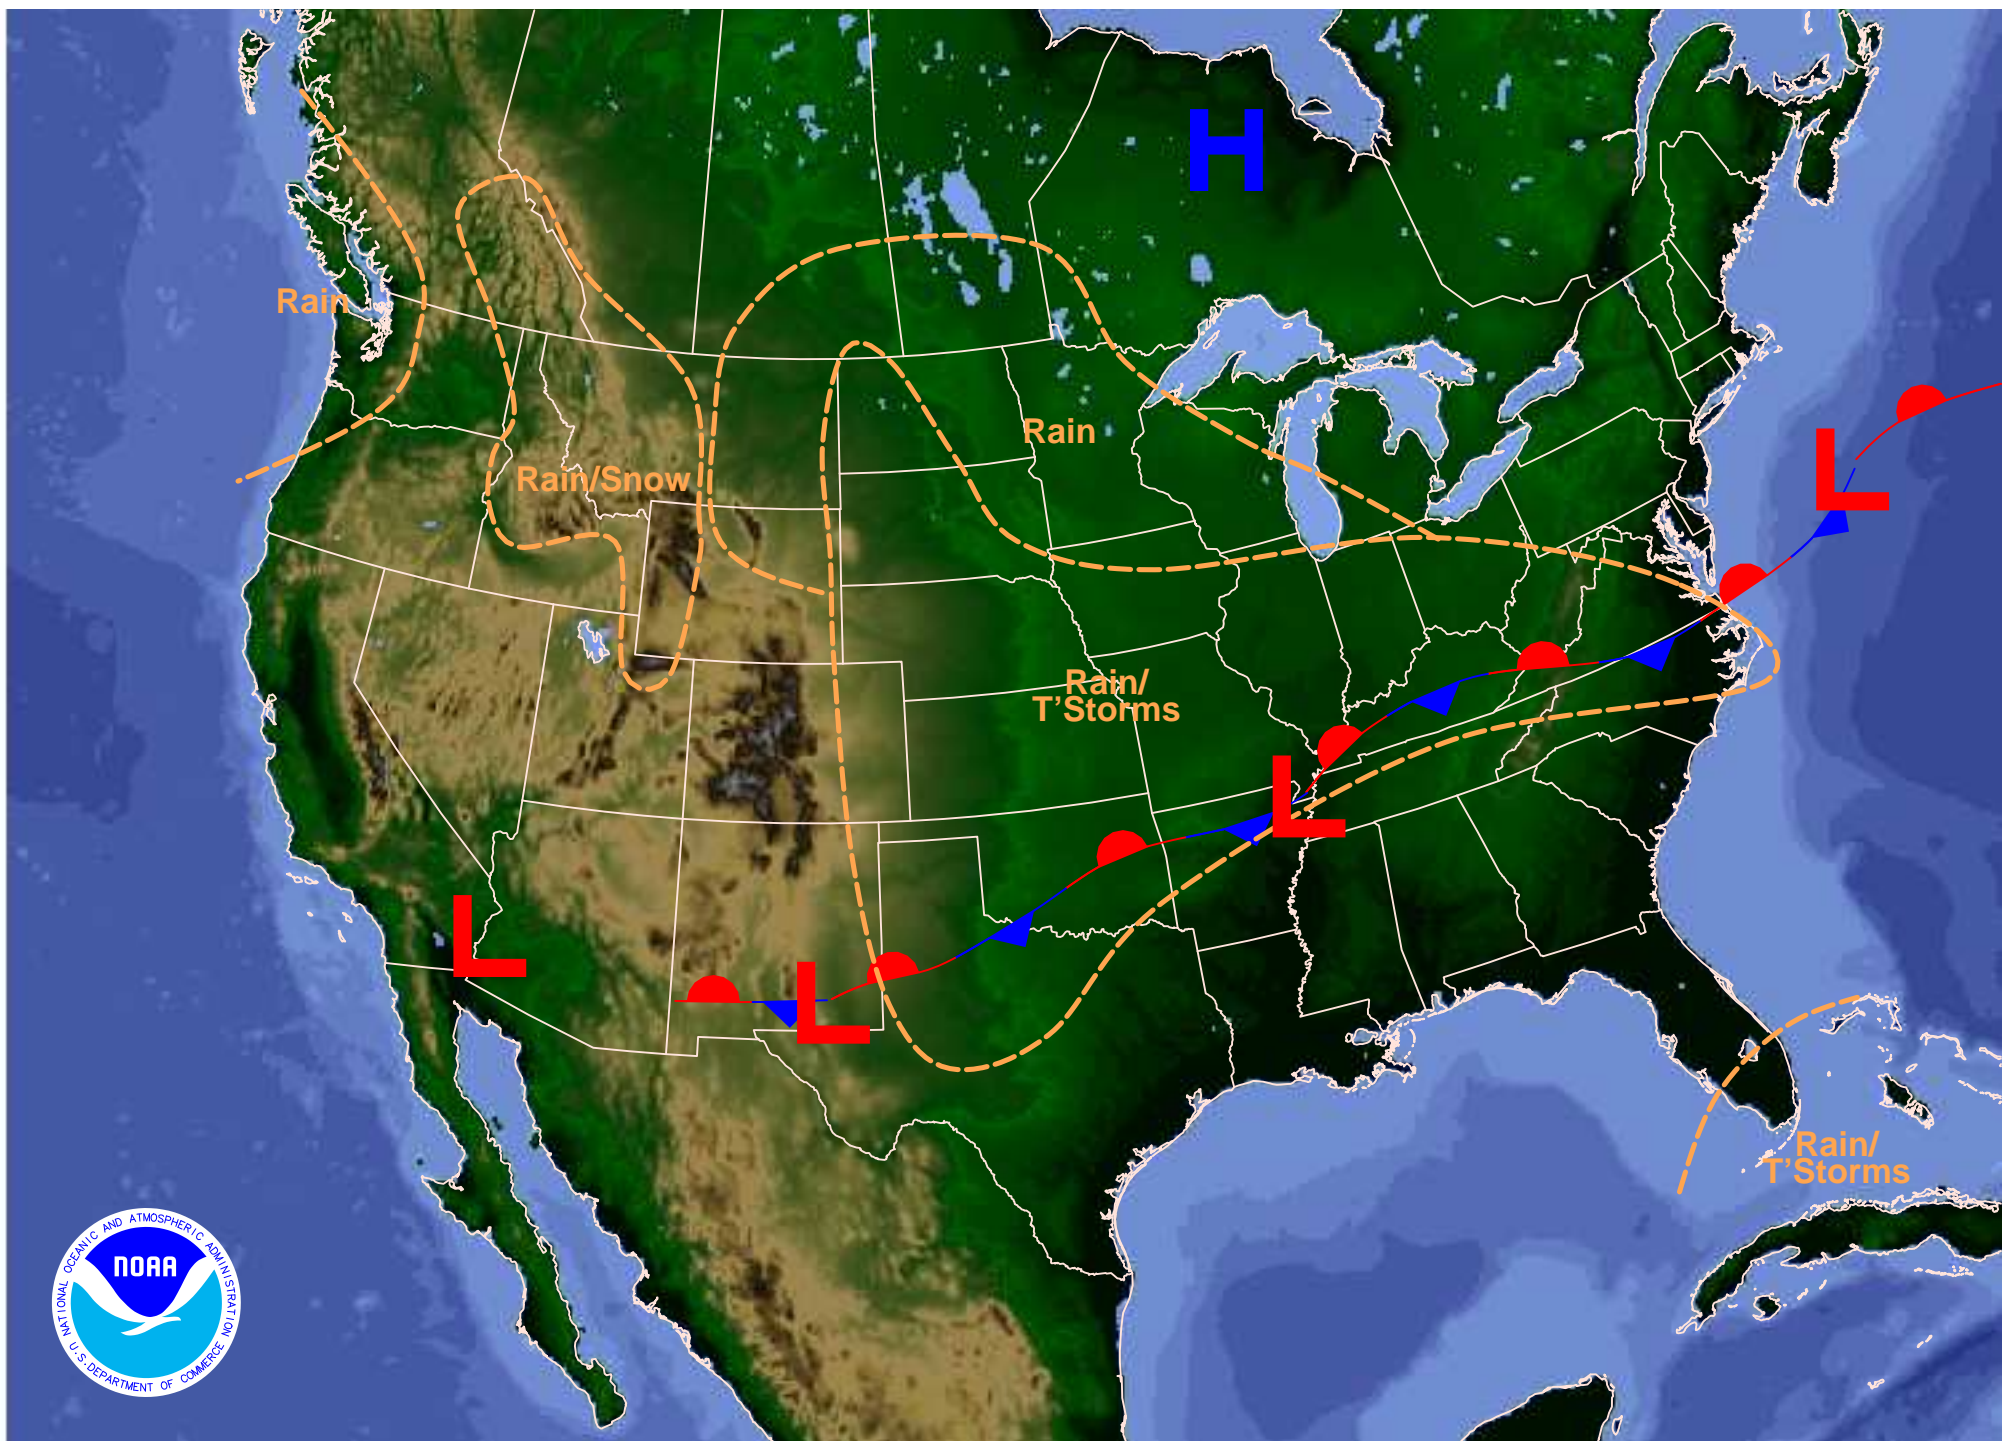 H
Rain
L
Rain
Rain/Snow
Rain/
T'Storms
L
L
L
Rain/
T'Storms
NATIONAL OCEANIC AND ATMOSPHERIC ADMINISTRATION
NOAA
U.S. DEPARTMENT OF COMMERCE